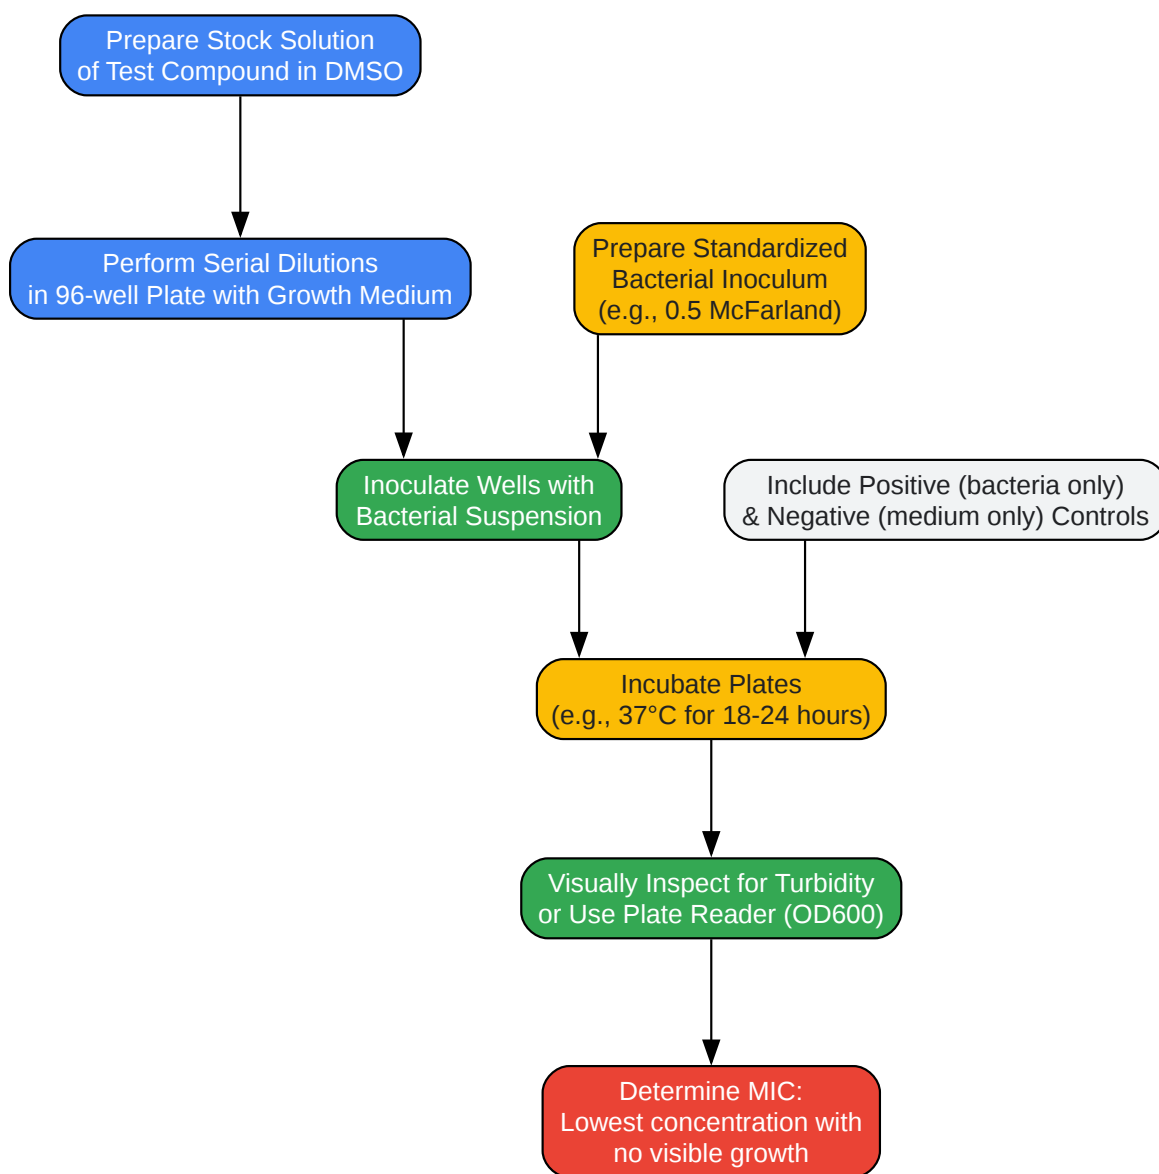 Prepare Stock Solution
of Test Compound in DMSO
Perform Serial Dilutions
in 96-well Plate with Growth Medium
Prepare Standardized
Bacterial Inoculum
(e.g., 0.5 McFarland)
Inoculate Wells with
Bacterial Suspension
Include Positive (bacteria only)
& Negative (medium only) Controls
Incubate Plates
(e.g., 37°C for 18-24 hours)
Visually Inspect for Turbidity
or Use Plate Reader (OD600)
Determine MIC:
Lowest concentration with
no visible growth